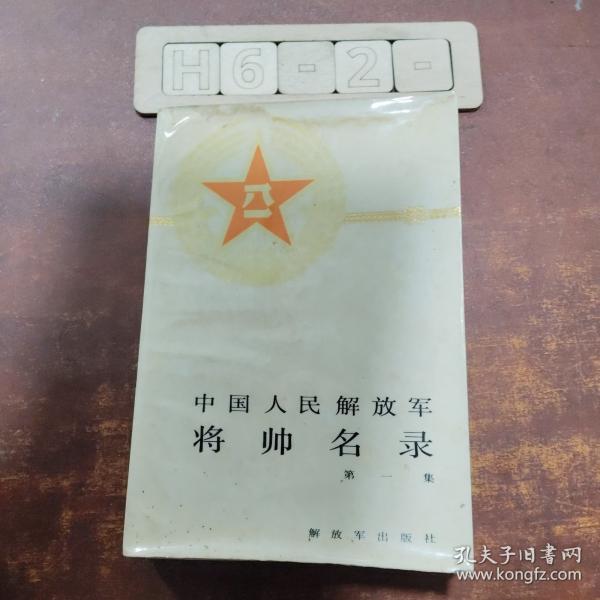 H6-2-
八一
中国人民解放军
将帅名录
第一集
解放军出版社
孔夫子旧书网
www.kongfz.com